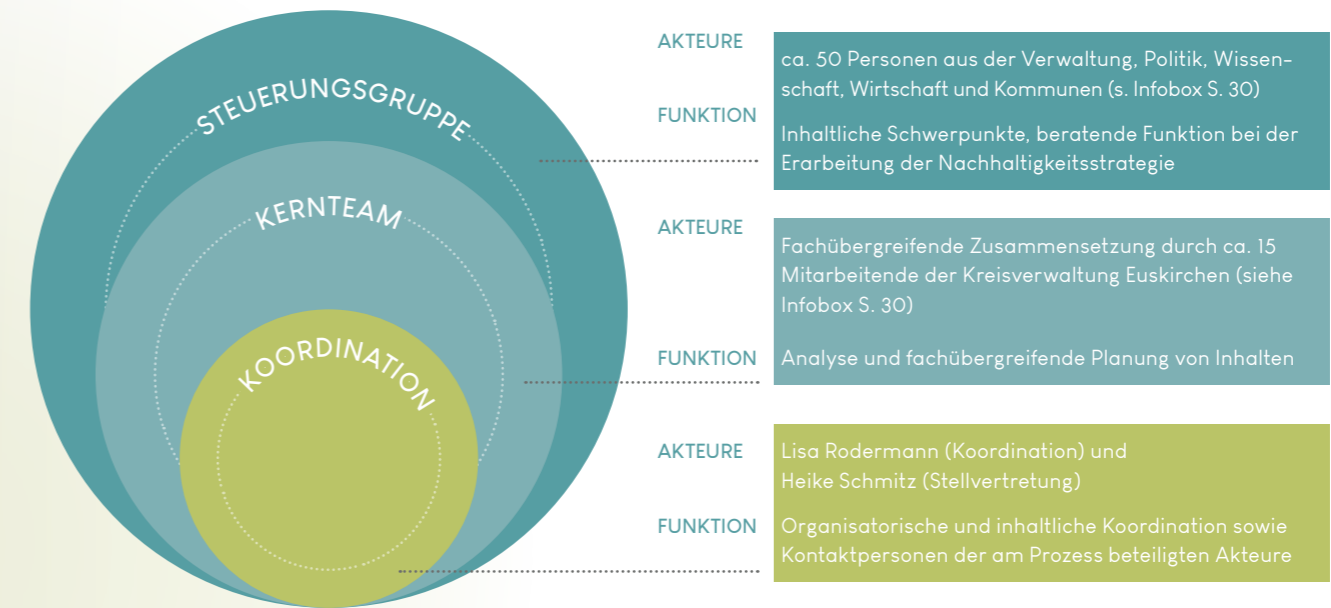 STEUERUNGSGRUPPE
KERNTEAM
KOORDINATION
AKTEURE
ca. 50 Personen aus der Verwaltung, Politik, Wissen-
schaft, Wirtschaft und Kommunen (s. Infobox S. 30)
FUNKTION
Inhaltliche Schwerpunkte, beratende Funktion bei der
Erarbeitung der Nachhaltigkeitsstrategie
AKTEURE
Fachübergreifende Zusammensetzung durch ca. 15
Mitarbeitende der Kreisverwaltung Euskirchen (siehe
Infobox S. 30)
FUNKTION
Analyse und fachübergreifende Planung von Inhalten
AKTEURE
Lisa Rodermann (Koordination) und
Heike Schmitz (Stellvertretung)
FUNKTION
Organisatorische und inhaltliche Koordination sowie
Kontaktpersonen der am Prozess beteiligten Akteure